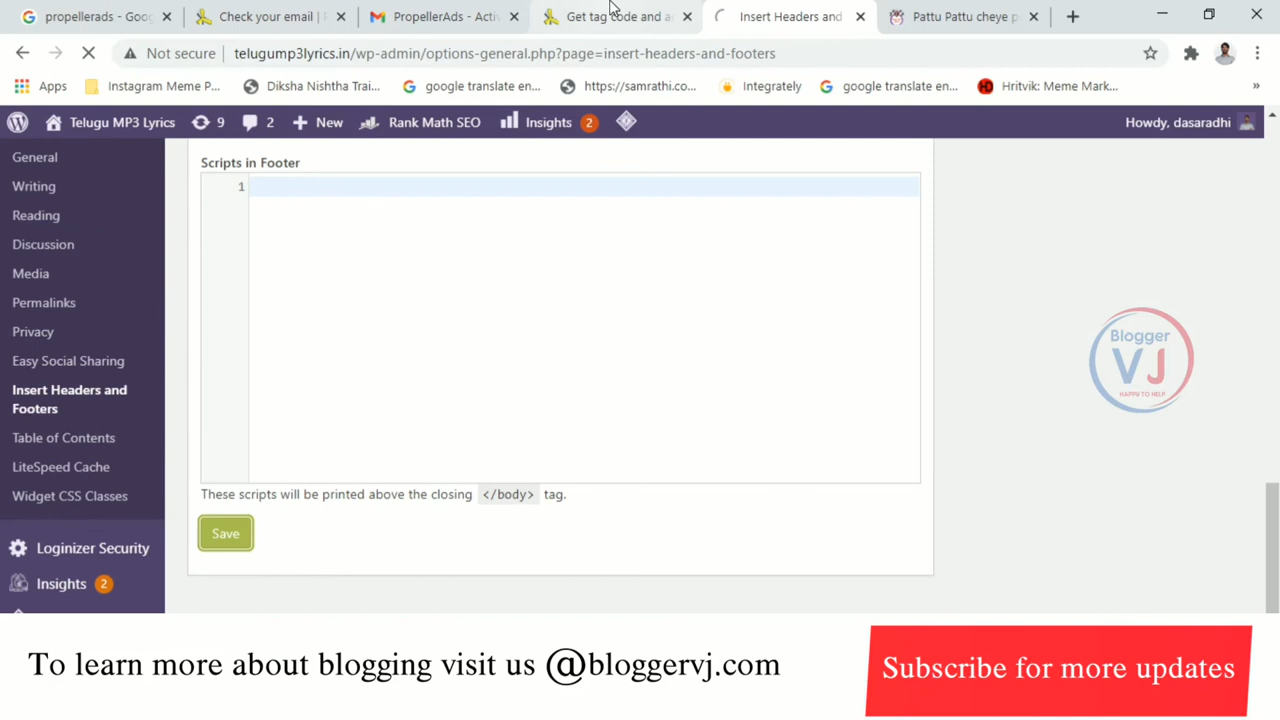 propellerads - Goog
Check your email |
PropellerAds - Activ
Get tag code and a
Insert Headers and
Pattu Pattu cheye p
Not secure
telugump3lyrics.in/wp-admin/options-general.php?page=insert-headers-and-footers
Apps
Instagram Meme P...
Diksha Nishtha Trai...
google translate en...
https://samrathi.co...
Integrately
google translate en...
Hritvik: Meme Mark...
»
Telugu MP3 Lyrics
9
2
New
Rank Math SEO
Insights
2
Howdy, dasaradhi
General
Writing
Reading
Discussion
Media
Permalinks
Privacy
Easy Social Sharing
Insert Headers and
Footers
Table of Contents
LiteSpeed Cache
Widget CSS Classes
Loginizer Security
Insights
2
Scripts in Footer
1
These scripts will be printed above the closing </body> tag.
Save
Blogger
VJ
HAPPY TO HELP
To learn more about blogging visit us @bloggervj.com
Subscribe for more updates